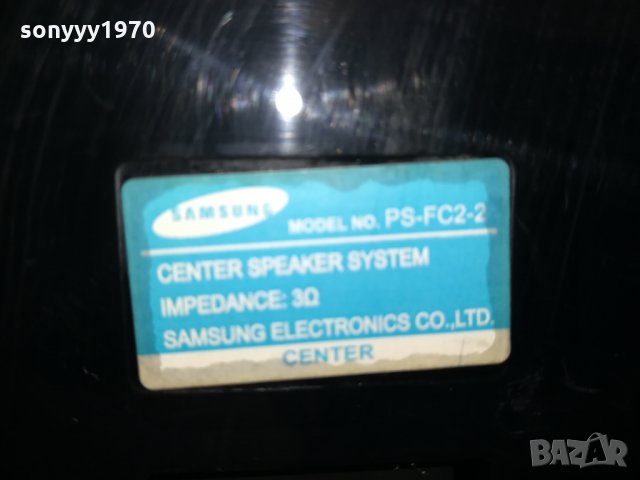 sonyyy1970
SAMSUNG MODEL NO. PS-FC2-2
CENTER SPEAKER SYSTEM
IMPEDANCE: 3Ω
SAMSUNG ELECTRONICS CO.,LTD.
CENTER
BAZAR